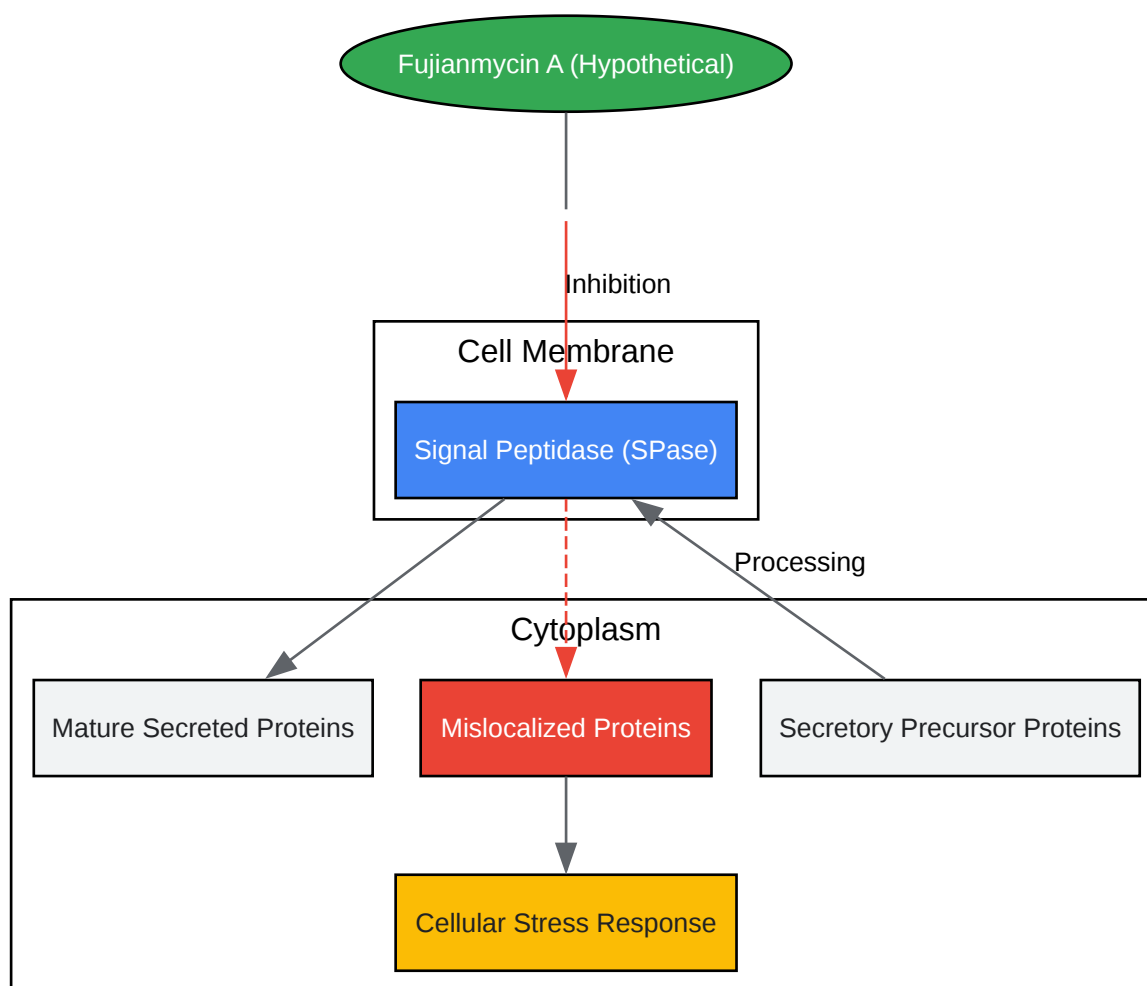 Fujianmycin A (Hypothetical)
Inhibition
Cell Membrane
Signal Peptidase (SPase)
Processing
Cytoplasm
Mature Secreted Proteins
Mislocalized Proteins
Secretory Precursor Proteins
Cellular Stress Response